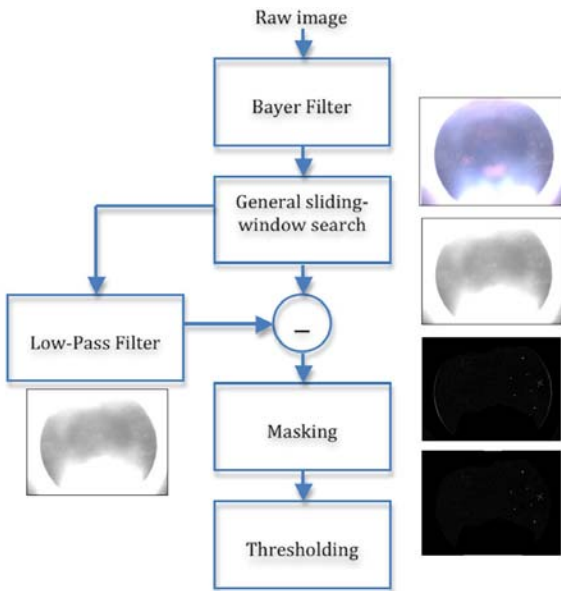 Raw image
Bayer Filter
General sliding-
window search
Low-Pass Filter
–
Masking
Thresholding